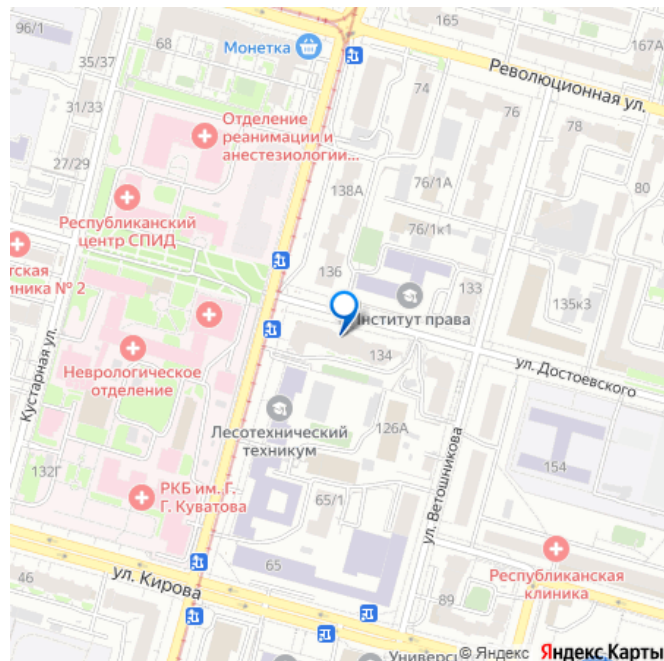 96/1
165
68
Монетка
167А
35/37
Революционная ул.
74
31/33
Отделение
реанимации и
анестезиологии...
76
78
27/29
138А
76/1А
80
Республиканский
центр СПИД
76/1к1
136
133
тская
иника № 2
135к3
Институт права
Кустарная ул.
Неврологическое
отделение
134
ул. Достоевского
Лесотехнический
техникум
126А
ул. Ветошникова
154
132Г
РКБ им. Г.
Г. Куватова
65/1
46
ул. Кирова
65
89
Республиканская
клиника
Универс
© Яндекс
Яндекс Карты